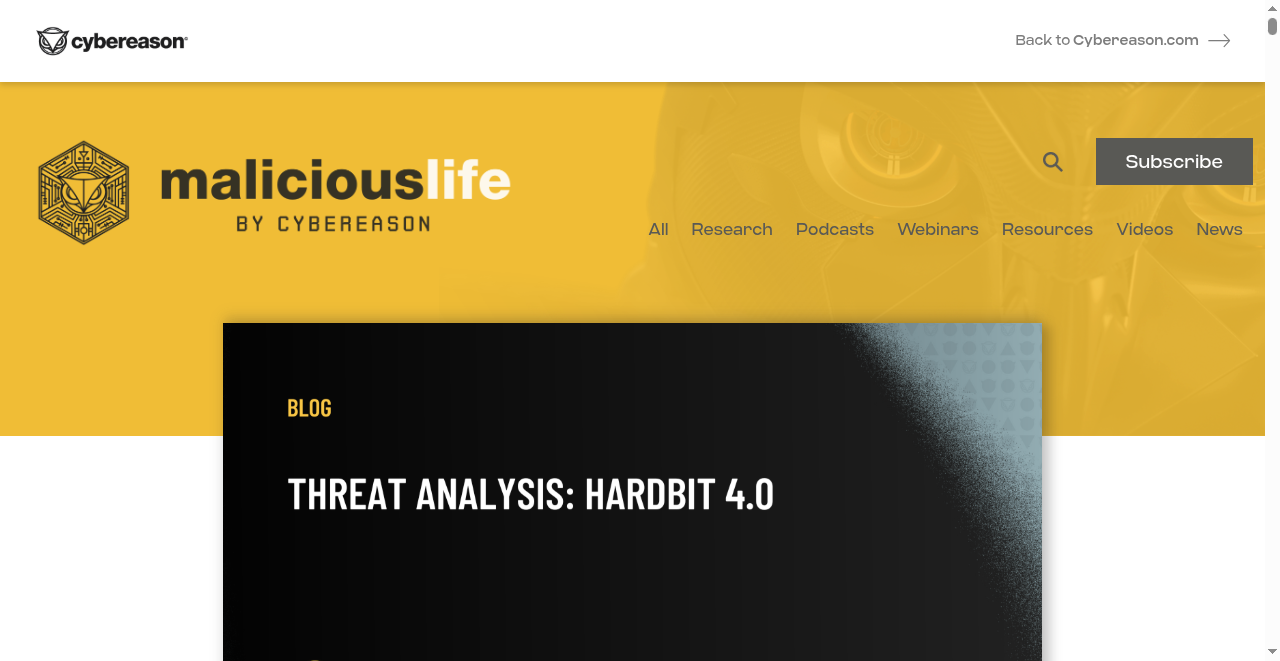 cybereason
Back to Cybereason.com
maliciouslife
BY CYBEREASON
Subscribe
All Research Podcasts Webinars Resources Videos News
BLOG
THREAT ANALYSIS: HARDBIT 4.0